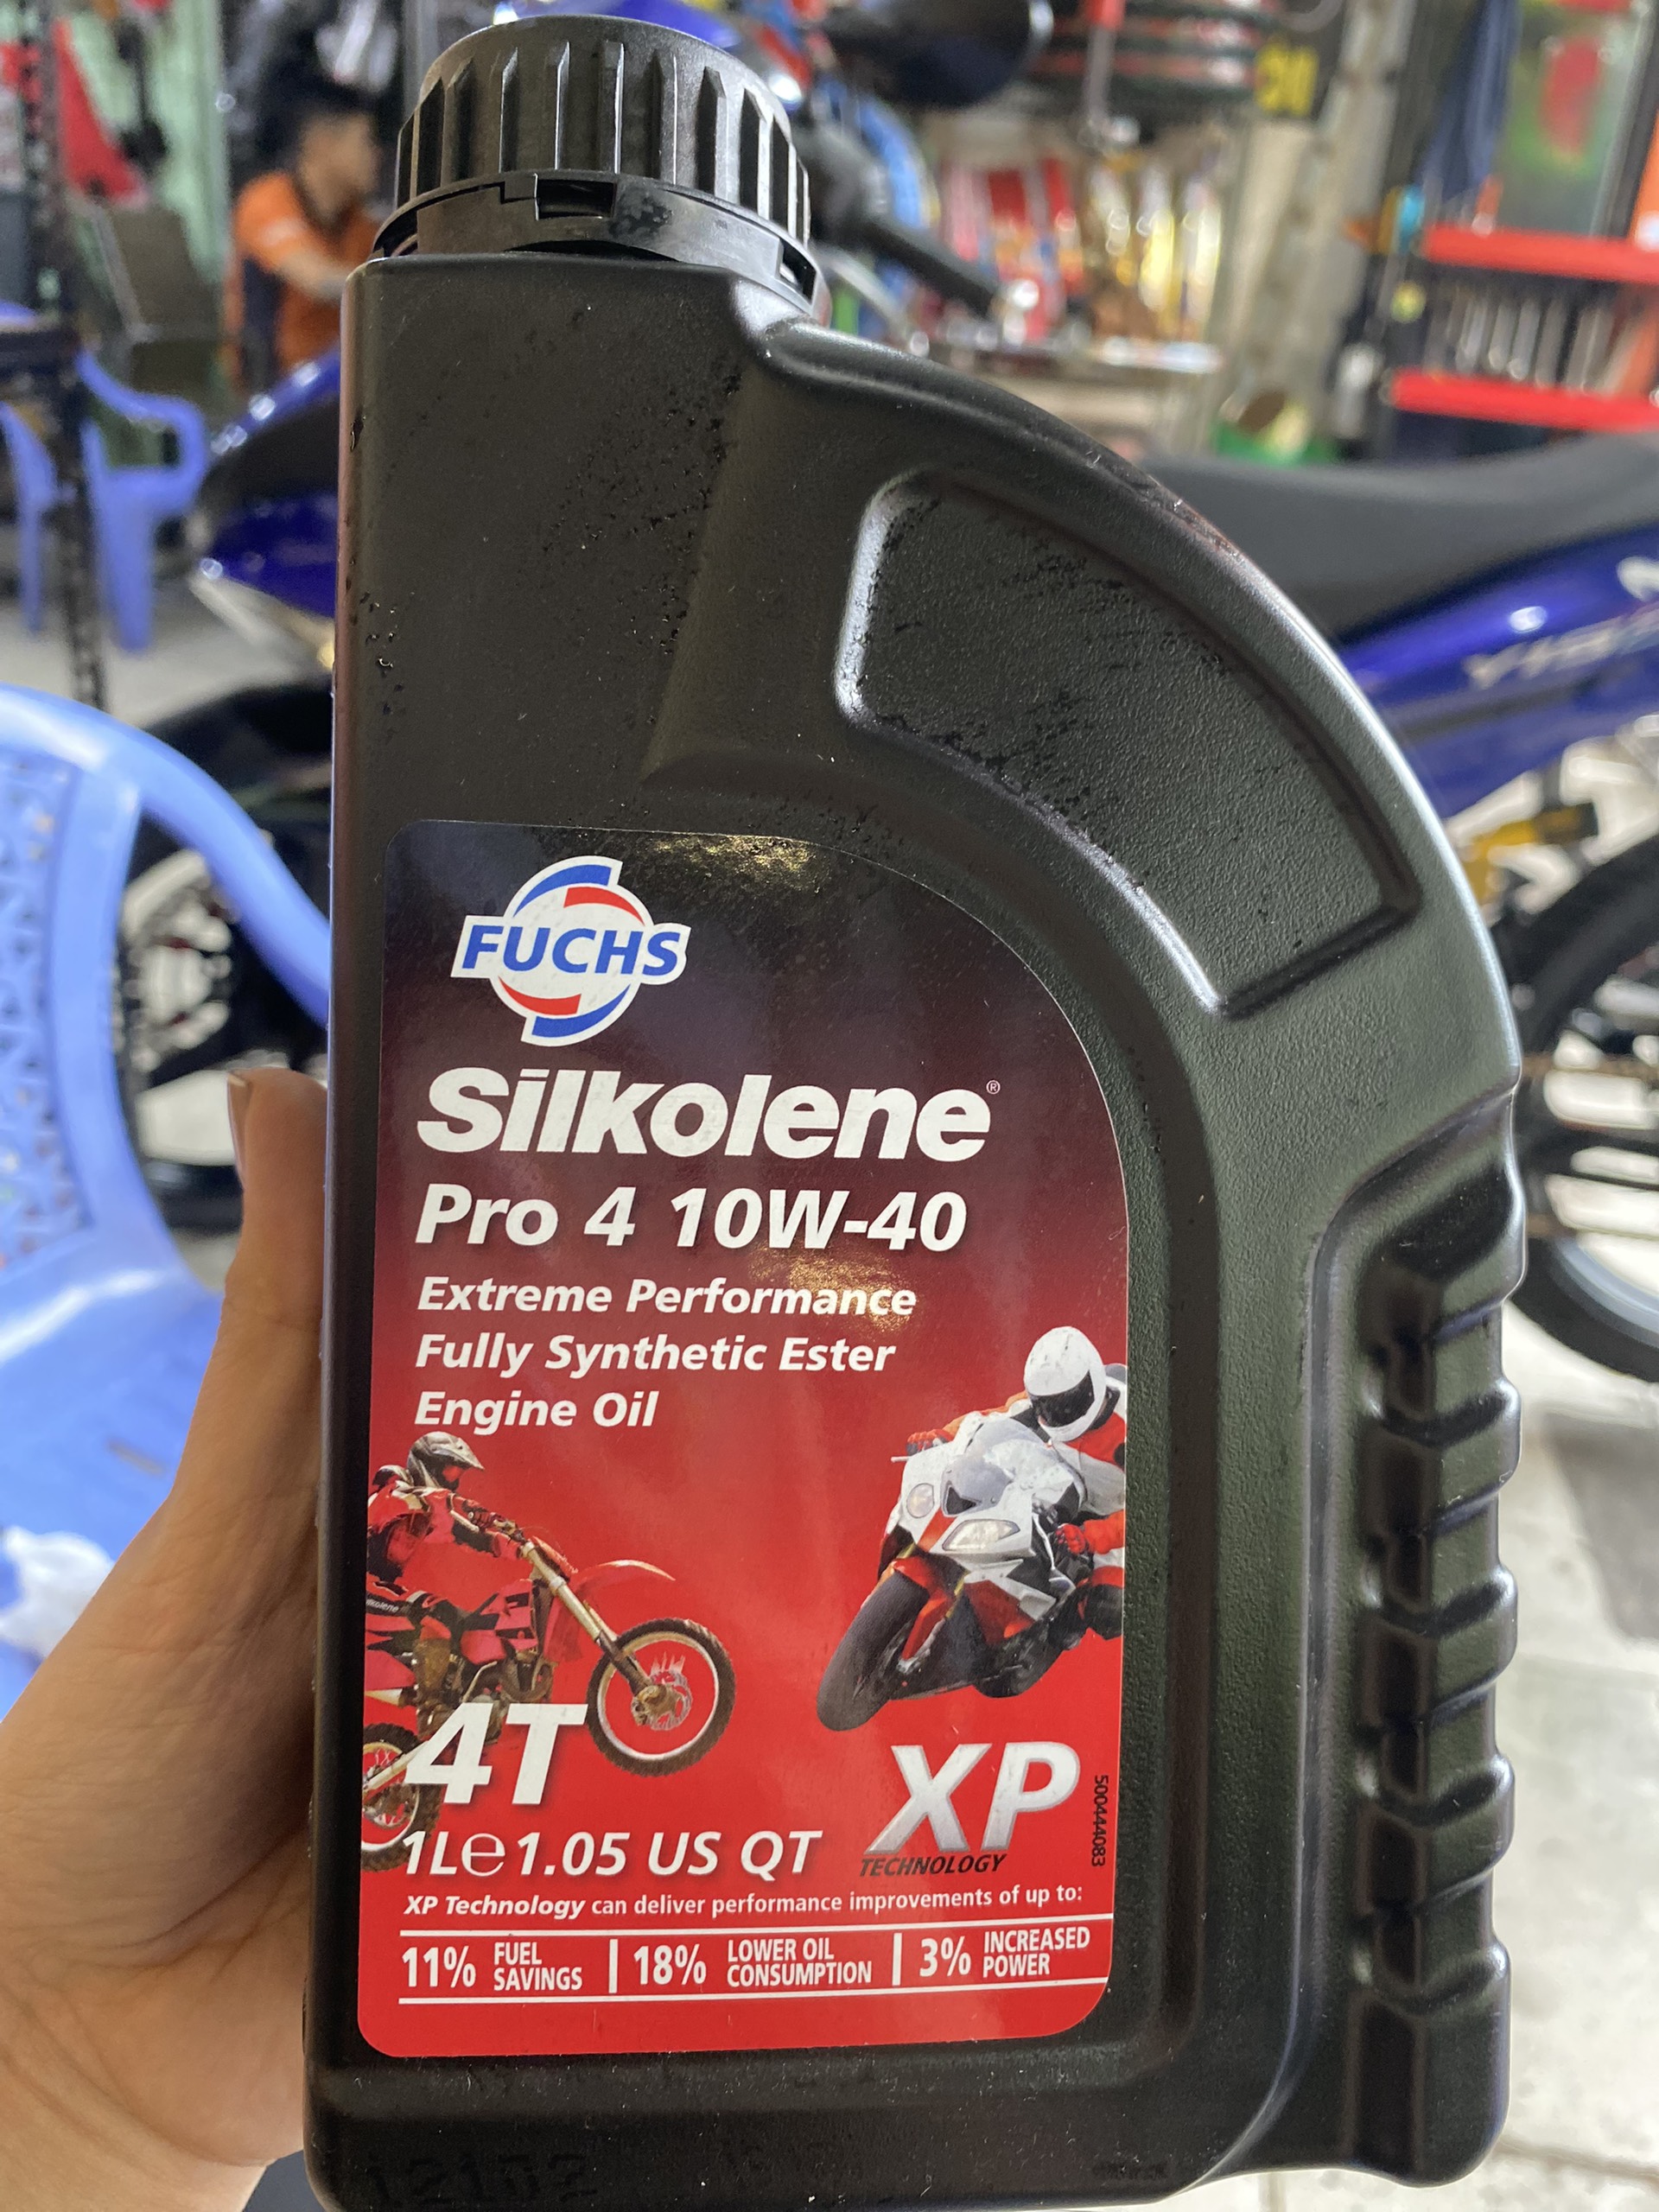 FUCHS
Silkolene®
Pro 4 10W-40
Extreme Performance
Fully Synthetic Ester
Engine Oil
Silkolene
4T
XP
TECHNOLOGY
500444083
1L℮1.05 US QT
XP Technology can deliver performance improvements of up to:
11% FUEL SAVINGS | 18% LOWER OIL CONSUMPTION | 3% INCREASED POWER